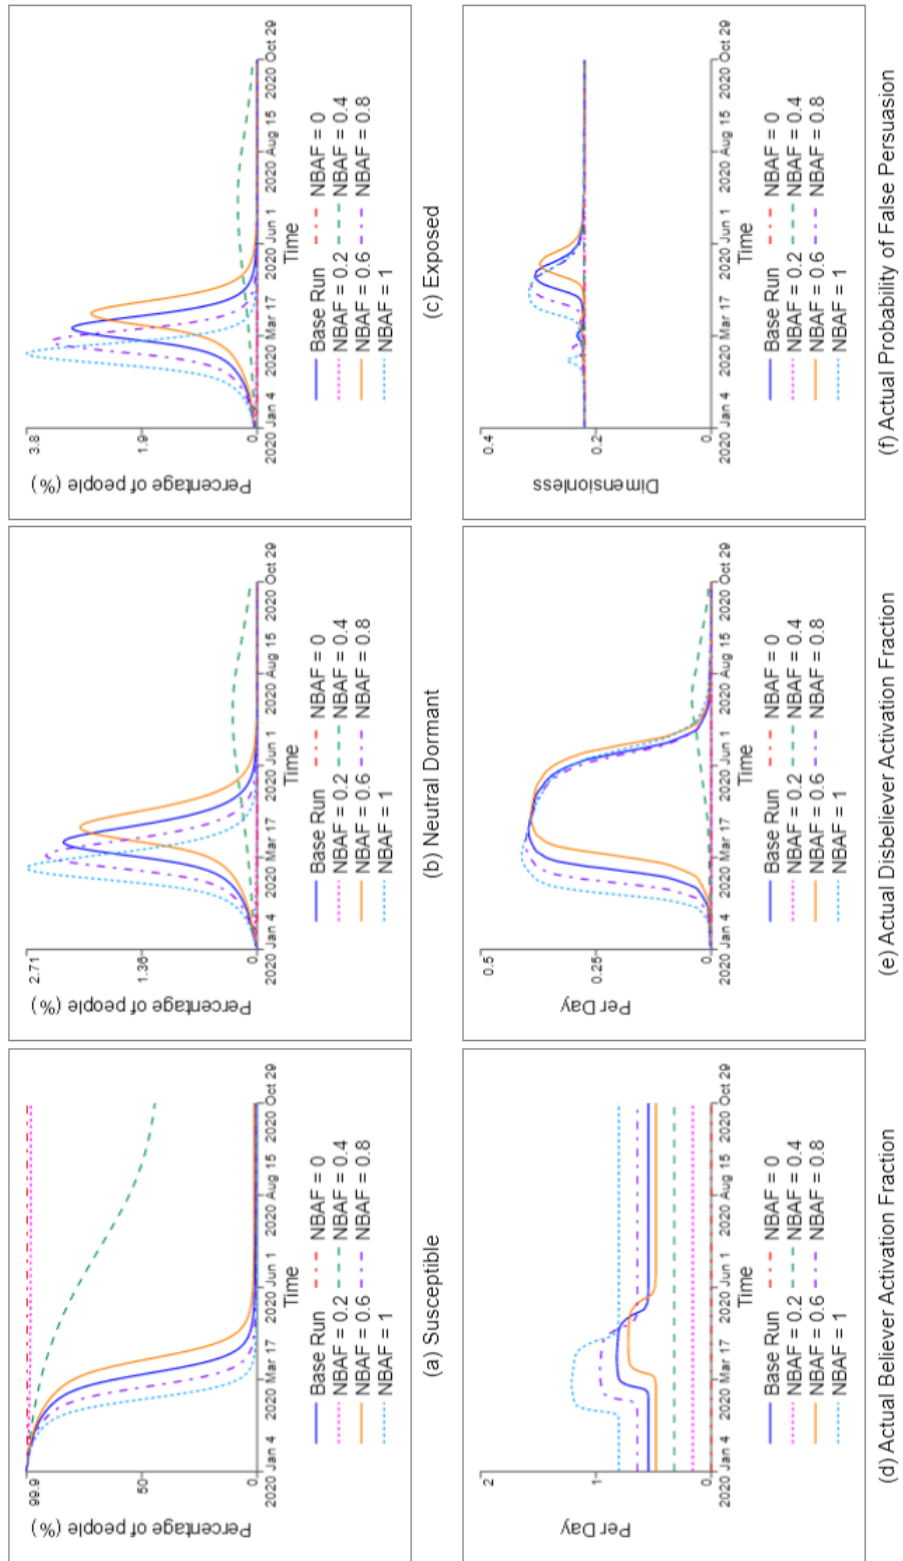 Percentage of people (%)
99.9
50
0.
2020 Jan 4 2020 Mar 17 2020 Jun 1 2020 Aug 15 2020 Oct 29
Time
Base Run NBAF = 0
NBAF = 0.2 NBAF = 0.4
NBAF = 0.6 NBAF = 0.8
NBAF = 1
(a) Susceptible
Percentage of people (%)
2.71
1.36
0.
2020 Jan 4 2020 Mar 17 2020 Jun 1 2020 Aug 15 2020 Oct 29
Time
Base Run NBAF = 0
NBAF = 0.2 NBAF = 0.4
NBAF = 0.6 NBAF = 0.8
NBAF = 1
(b) Neutral Dormant
Percentage of people (%)
3.8
1.9
0.
2020 Jan 4 2020 Mar 17 2020 Jun 1 2020 Aug 15 2020 Oct 29
Time
Base Run NBAF = 0
NBAF = 0.2 NBAF = 0.4
NBAF = 0.6 NBAF = 0.8
NBAF = 1
(c) Exposed
Per Day
2
1
0.
2020 Jan 4 2020 Mar 17 2020 Jun 1 2020 Aug 15 2020 Oct 29
Time
Base Run NBAF = 0
NBAF = 0.2 NBAF = 0.4
NBAF = 0.6 NBAF = 0.8
NBAF = 1
(d) Actual Believer Activation Fraction
Per Day
0.5
0.25
0.
2020 Jan 4 2020 Mar 17 2020 Jun 1 2020 Aug 15 2020 Oct 29
Time
Base Run NBAF = 0
NBAF = 0.2 NBAF = 0.4
NBAF = 0.6 NBAF = 0.8
NBAF = 1
(e) Actual Disbeliever Activation Fraction
Dimensionless
0.4
0.2
0.
2020 Jan 4 2020 Mar 17 2020 Jun 1 2020 Aug 15 2020 Oct 29
Time
Base Run NBAF = 0
NBAF = 0.2 NBAF = 0.4
NBAF = 0.6 NBAF = 0.8
NBAF = 1
(f) Actual Probability of False Persuasion